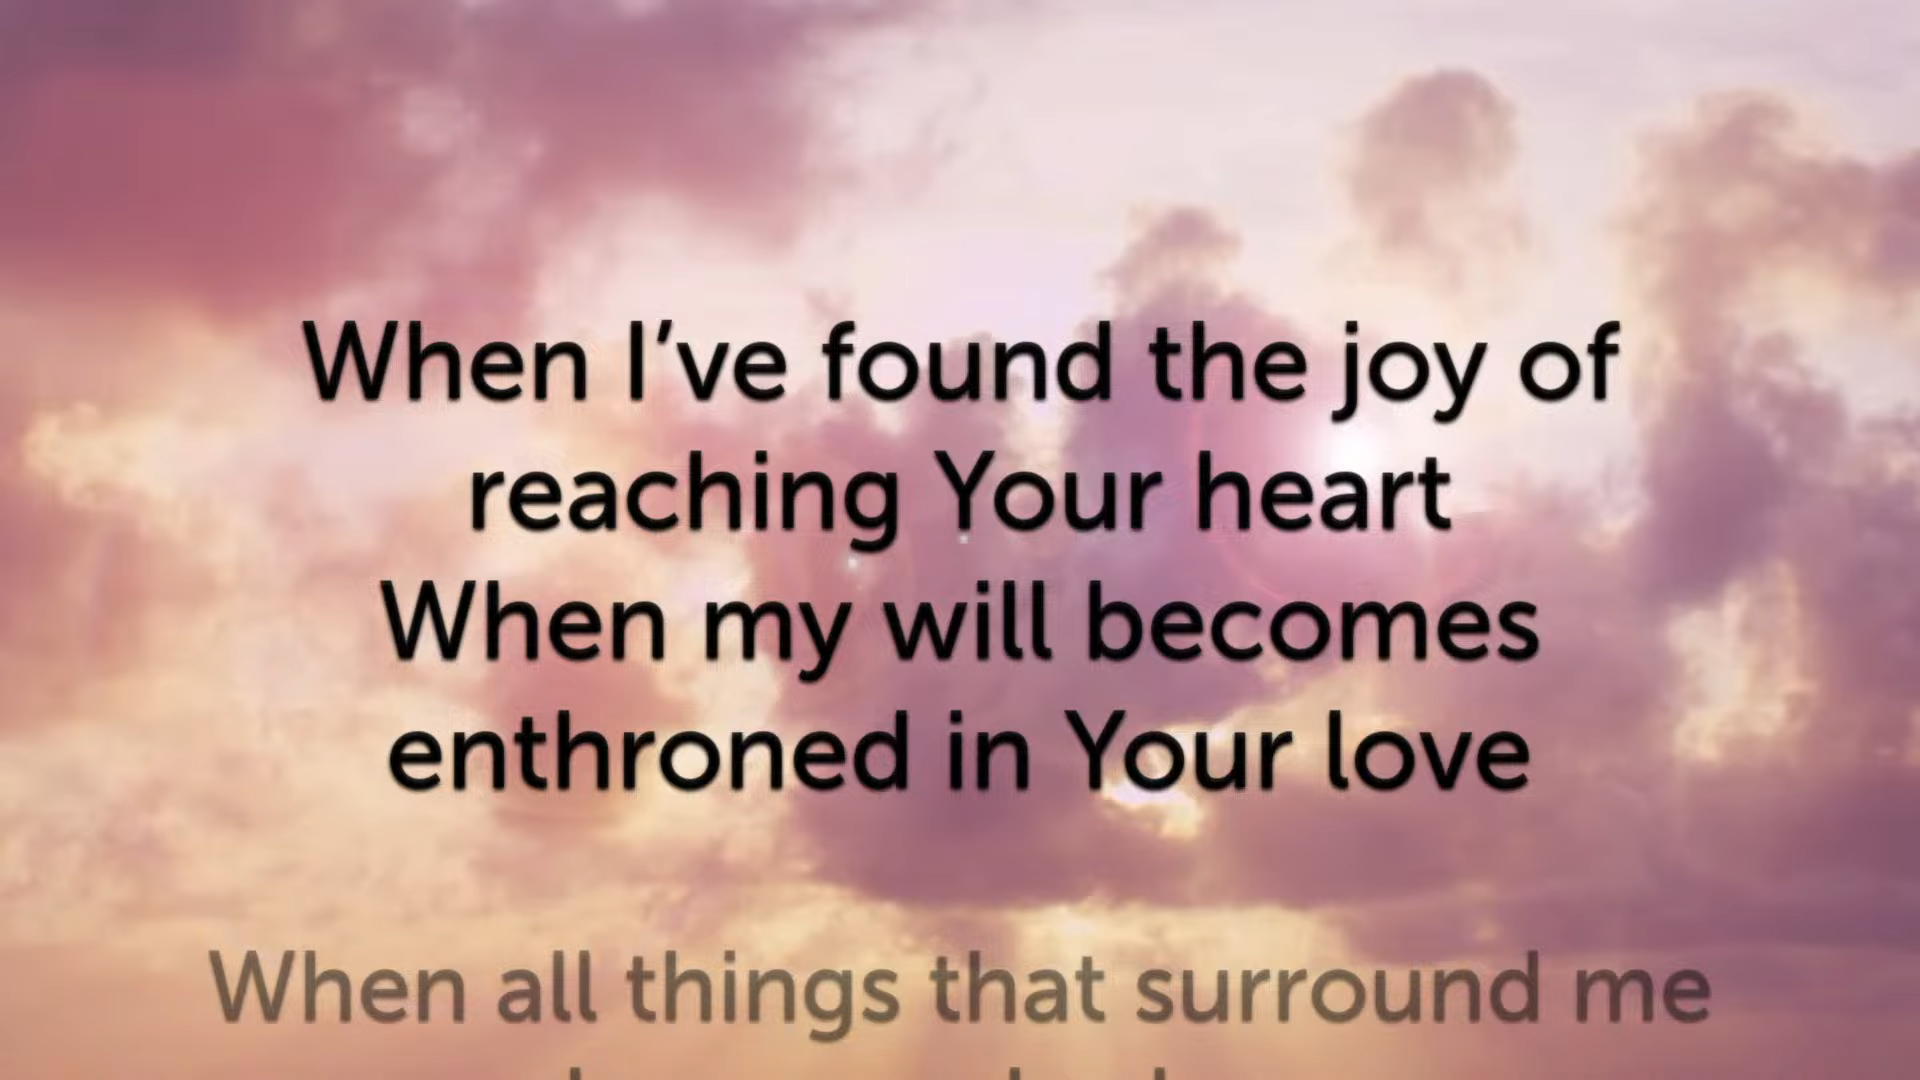 When I’ve found the joy of
reaching Your heart
When my will becomes
enthroned in Your love
When all things that surround me